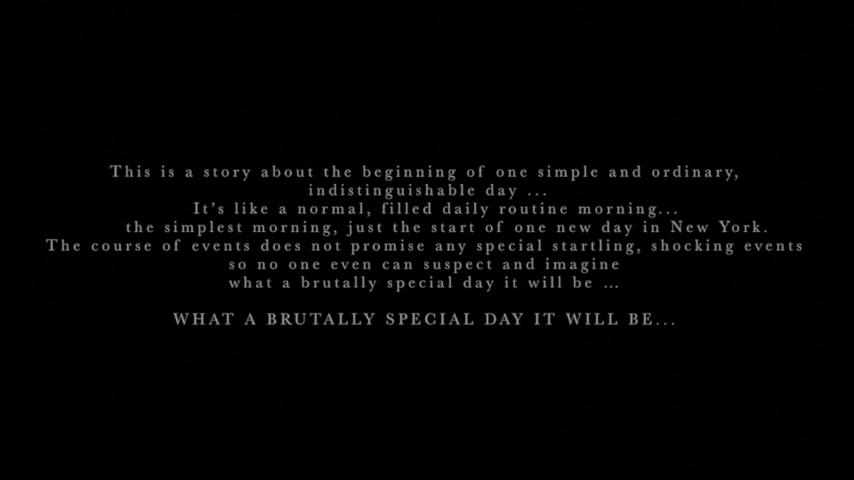 This is a story about the beginning of one simple and ordinary,
indistinguishable day ...
It's like a normal, filled daily routine morning...
the simplest morning, just the start of one new day in New York.
The course of events does not promise any special startling, shocking events
so no one even can suspect and imagine
what a brutally special day it will be ...
WHAT A BRUTALLY SPECIAL DAY IT WILL BE...